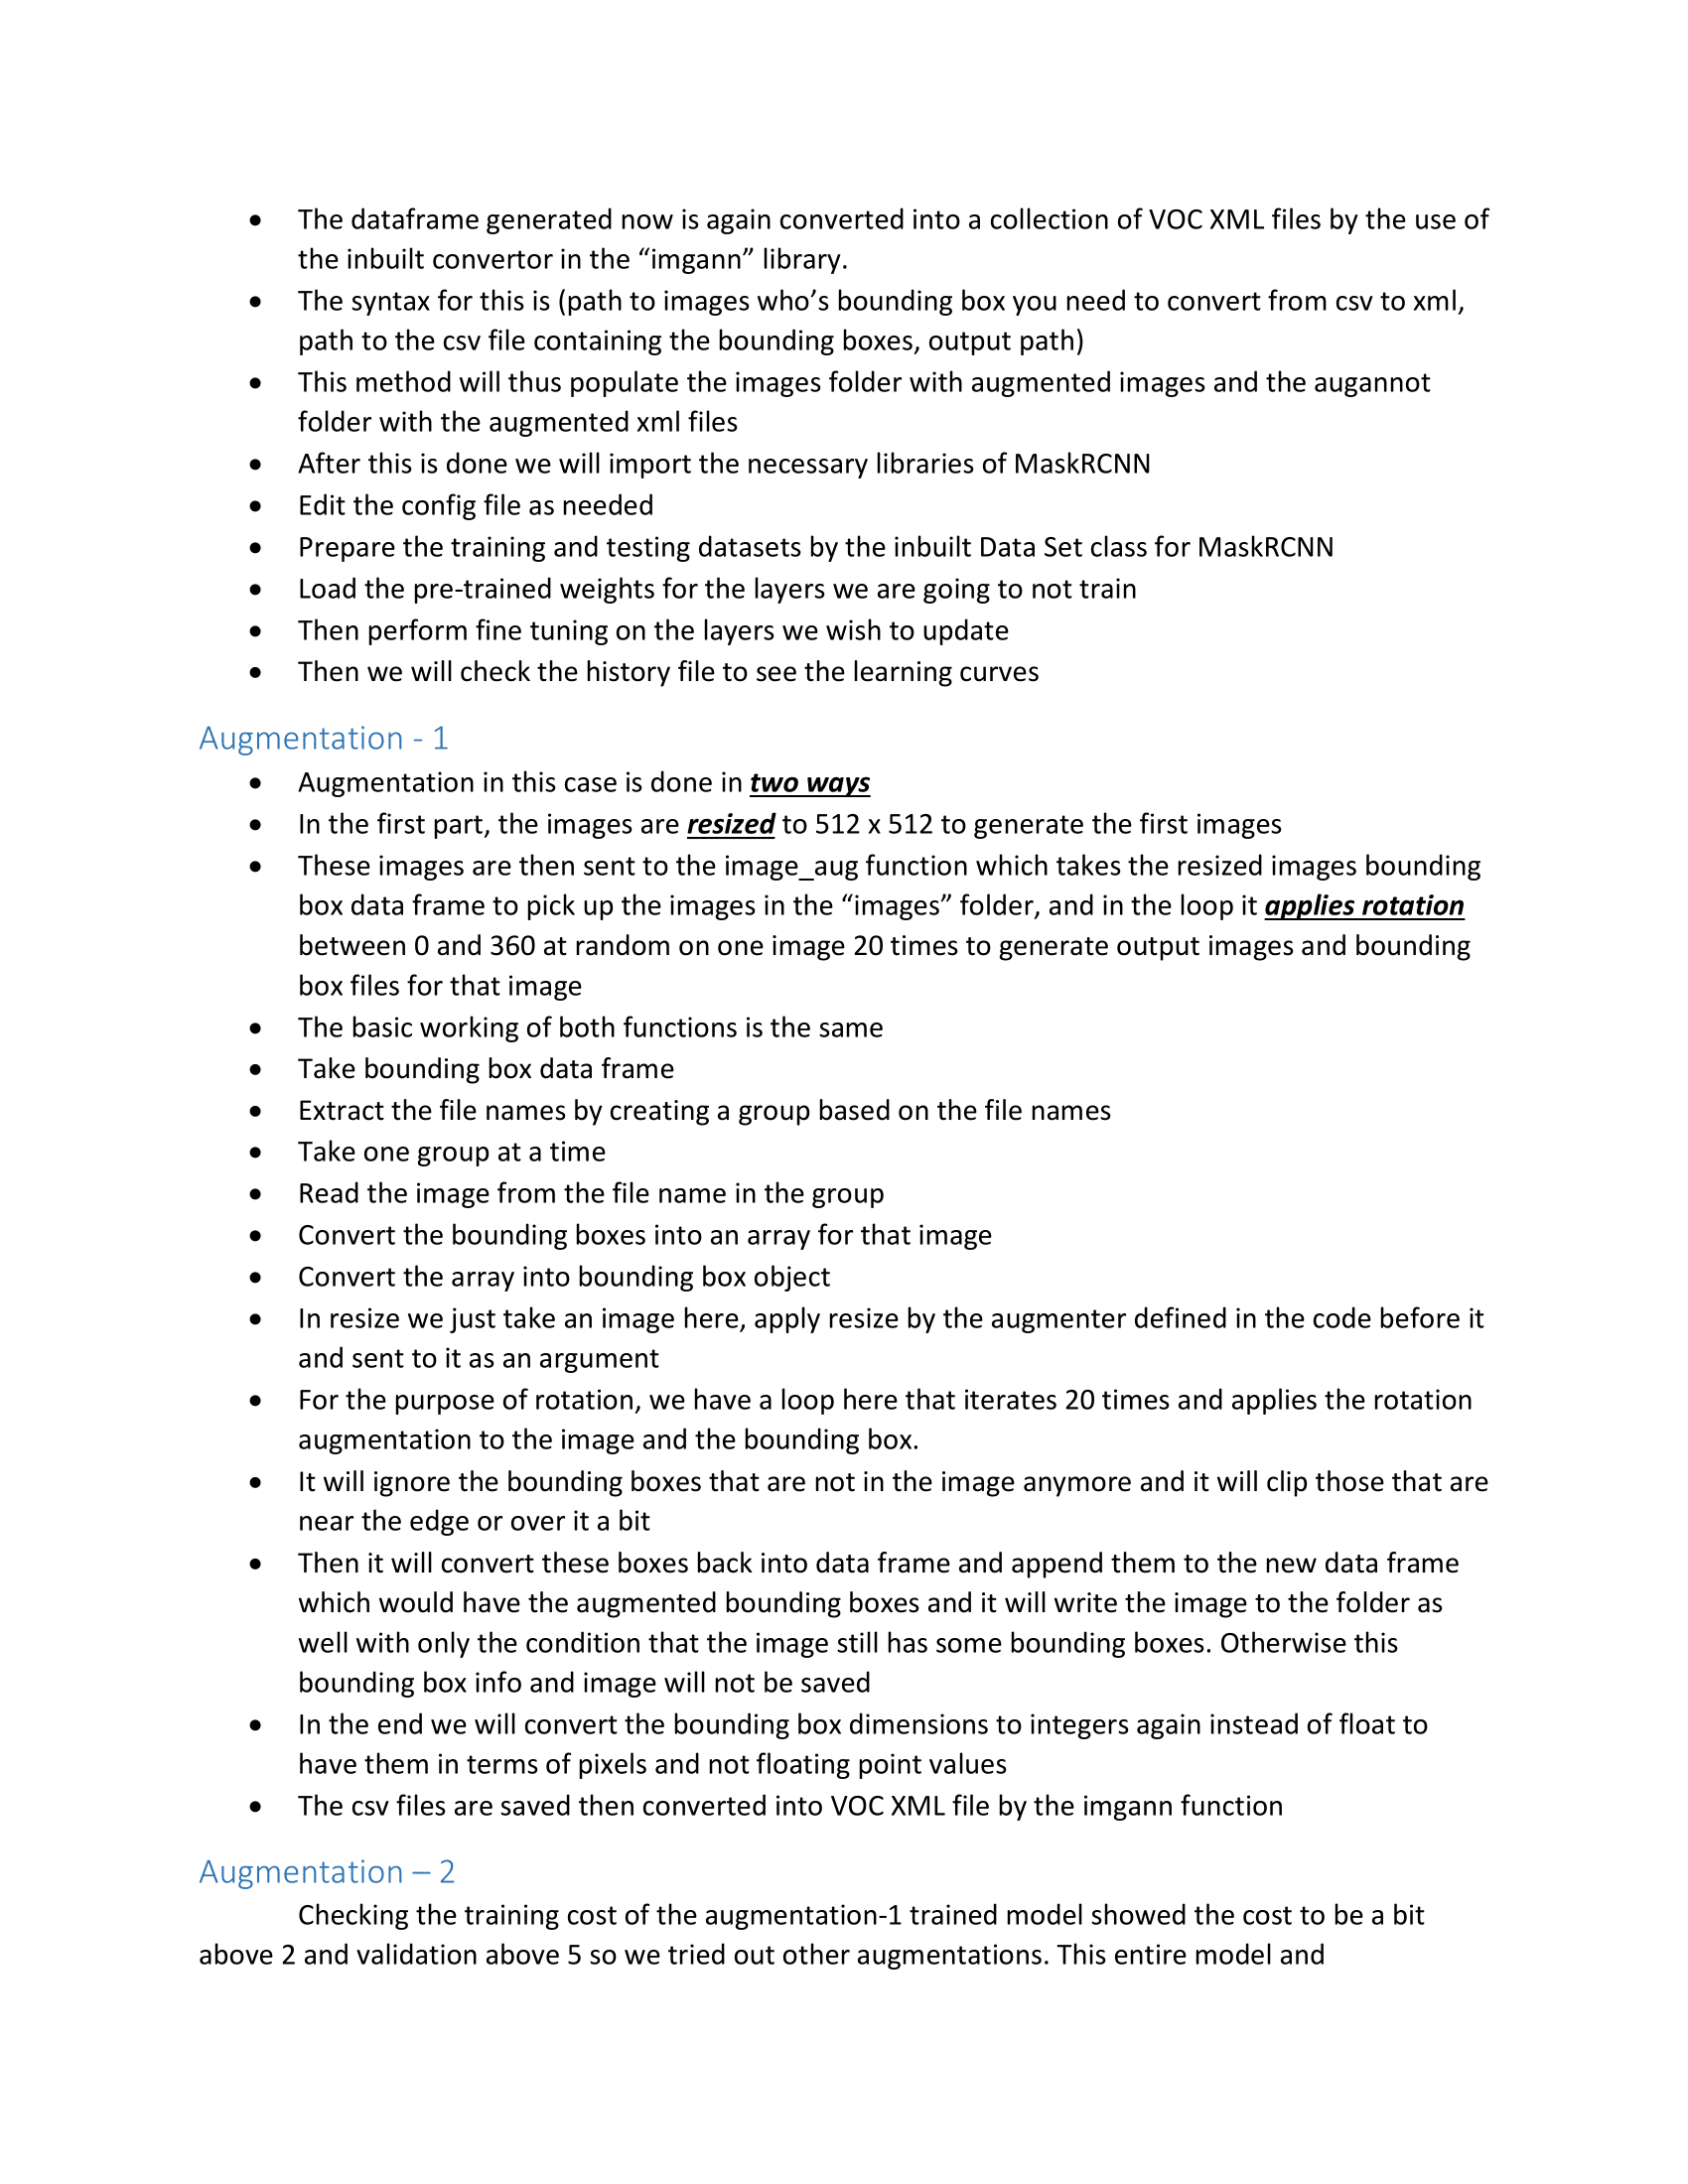 • The dataframe generated now is again converted into a collection of VOC XML files by the use of
the inbuilt convertor in the “imgann” library.
• The syntax for this is (path to images who’s bounding box you need to convert from csv to xml,
path to the csv file containing the bounding boxes, output path)
• This method will thus populate the images folder with augmented images and the augannot
folder with the augmented xml files
• After this is done we will import the necessary libraries of MaskRCNN
• Edit the config file as needed
• Prepare the training and testing datasets by the inbuilt Data Set class for MaskRCNN
• Load the pre-trained weights for the layers we are going to not train
• Then perform fine tuning on the layers we wish to update
• Then we will check the history file to see the learning curves
Augmentation - 1
• Augmentation in this case is done in two ways
• In the first part, the images are resized to 512 x 512 to generate the first images
• These images are then sent to the image_aug function which takes the resized images bounding
box data frame to pick up the images in the “images” folder, and in the loop it applies rotation
between 0 and 360 at random on one image 20 times to generate output images and bounding
box files for that image
• The basic working of both functions is the same
• Take bounding box data frame
• Extract the file names by creating a group based on the file names
• Take one group at a time
• Read the image from the file name in the group
• Convert the bounding boxes into an array for that image
• Convert the array into bounding box object
• In resize we just take an image here, apply resize by the augmenter defined in the code before it
and sent to it as an argument
• For the purpose of rotation, we have a loop here that iterates 20 times and applies the rotation
augmentation to the image and the bounding box.
• It will ignore the bounding boxes that are not in the image anymore and it will clip those that are
near the edge or over it a bit
• Then it will convert these boxes back into data frame and append them to the new data frame
which would have the augmented bounding boxes and it will write the image to the folder as
well with only the condition that the image still has some bounding boxes. Otherwise this
bounding box info and image will not be saved
• In the end we will convert the bounding box dimensions to integers again instead of float to
have them in terms of pixels and not floating point values
• The csv files are saved then converted into VOC XML file by the imgann function
Augmentation – 2
Checking the training cost of the augmentation-1 trained model showed the cost to be a bit
above 2 and validation above 5 so we tried out other augmentations. This entire model and